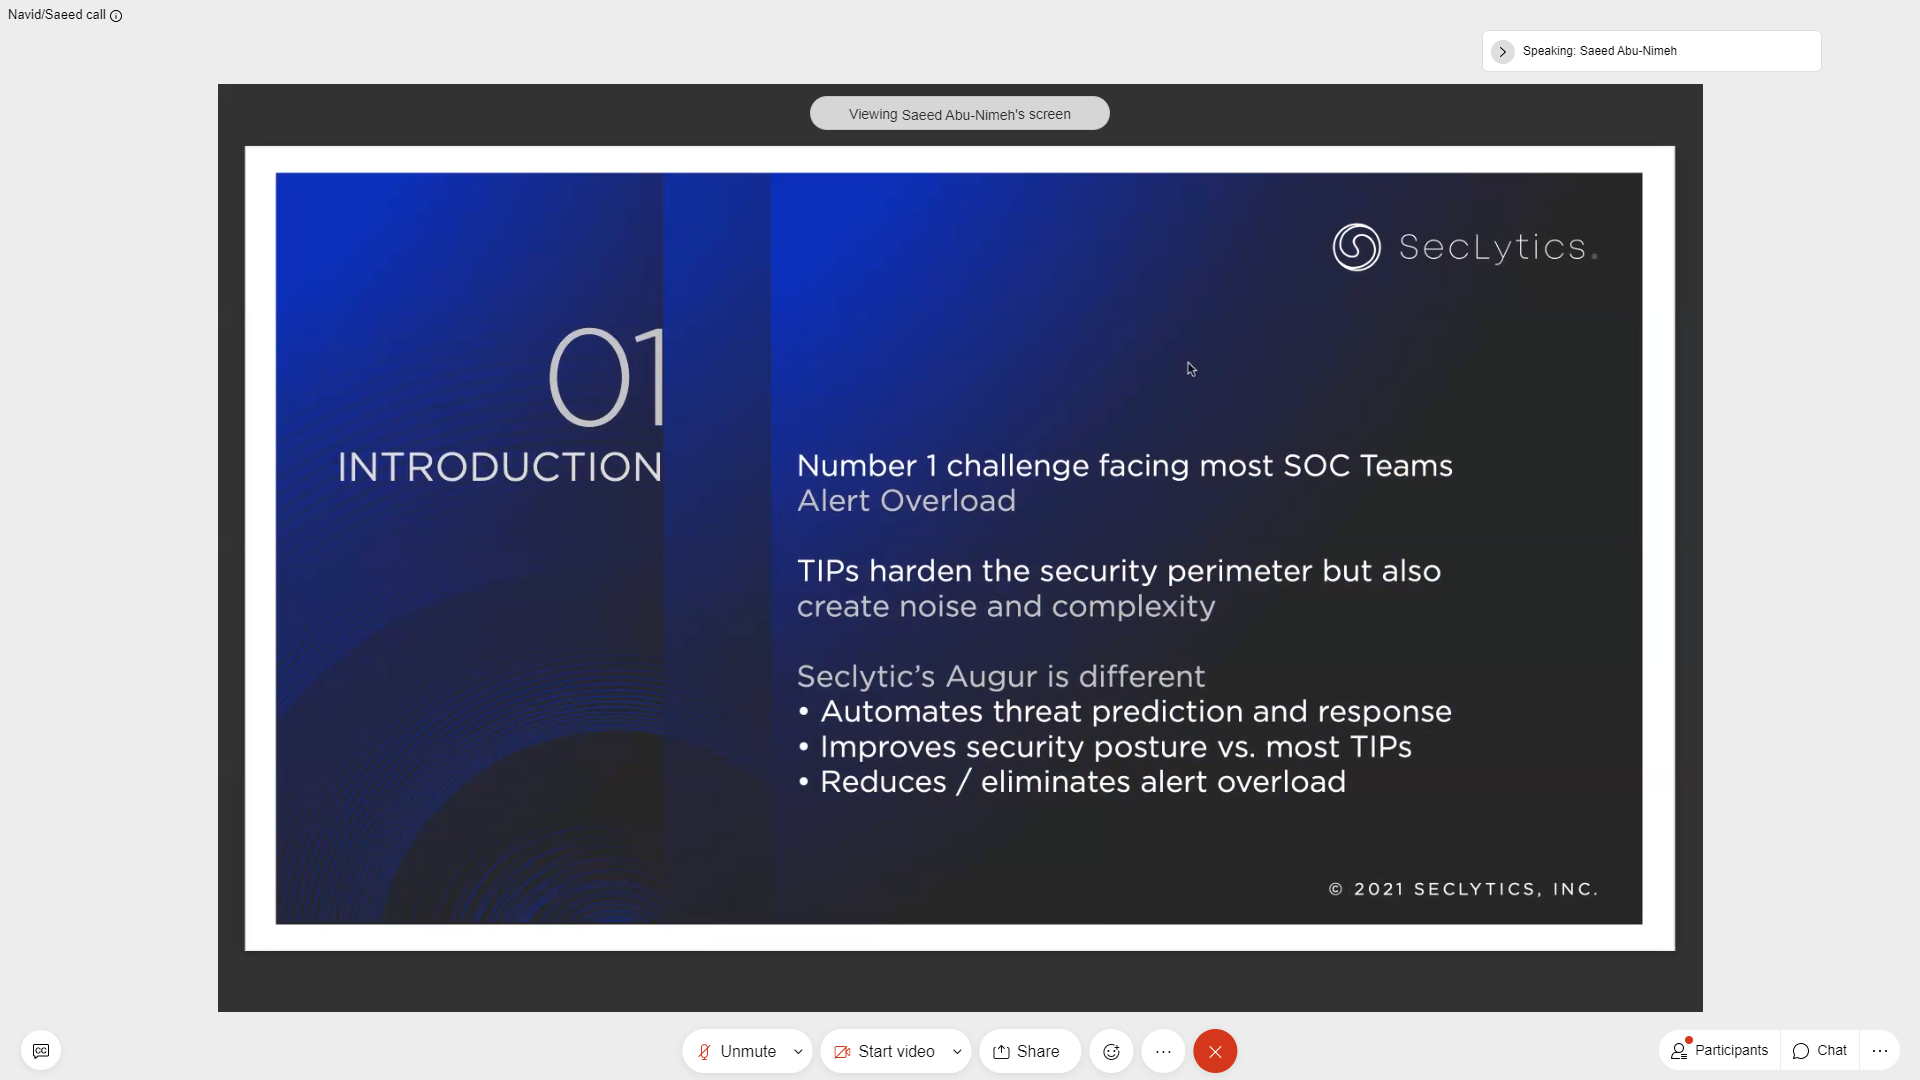 Navid/Saeed call
Speaking: Saeed Abu-Nimeh
Viewing Saeed Abu-Nimeh's screen
SecLytics®
01
INTRODUCTION
Number 1 challenge facing most SOC Teams
Alert Overload
TIPs harden the security perimeter but also
create noise and complexity
Seclytic’s Augur is different
• Automates threat prediction and response
• Improves security posture vs. most TIPs
• Reduces / eliminates alert overload
© 2021 SECLYTICS, INC.
CC
Unmute
Start video
Share
Participants
Chat